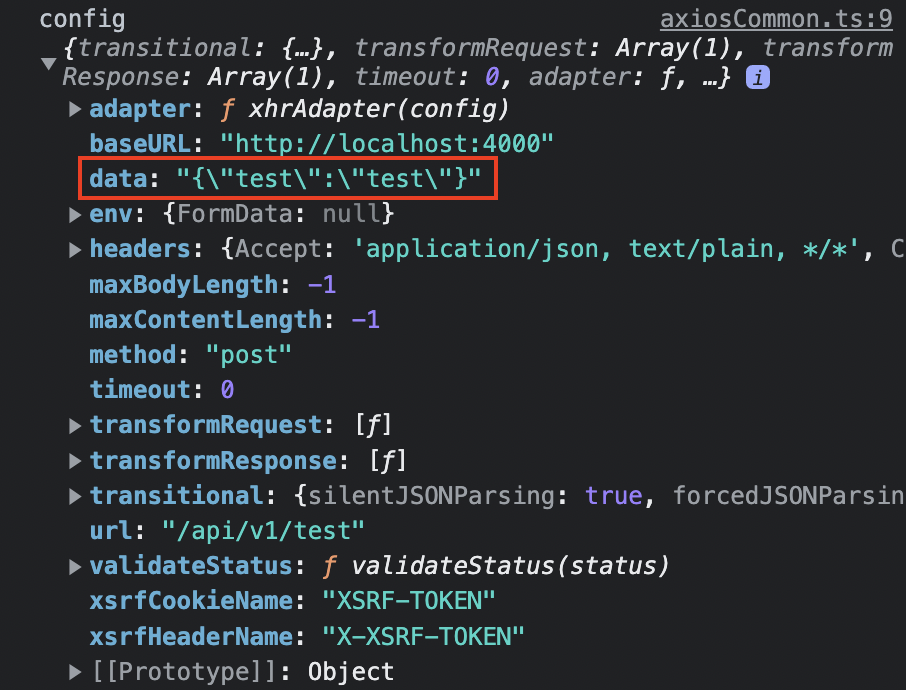 config axiosCommon.ts:9
{transitional: {…}, transformRequest: Array(1), transform
Response: Array(1), timeout: 0, adapter: ƒ, …} i
adapter: ƒ xhrAdapter(config)
baseURL: "http://localhost:4000"
data: "{\"test\":\"test\"}"
env: {FormData: null}
headers: {Accept: 'application/json, text/plain, */*', C
maxBodyLength: -1
maxContentLength: -1
method: "post"
timeout: 0
transformRequest: [ƒ]
transformResponse: [ƒ]
transitional: {silentJSONParsing: true, forcedJSONParsin
url: "/api/v1/test"
validateStatus: ƒ validateStatus(status)
xsrfCookieName: "XSRF-TOKEN"
xsrfHeaderName: "X-XSRF-TOKEN"
[[Prototype]]: Object